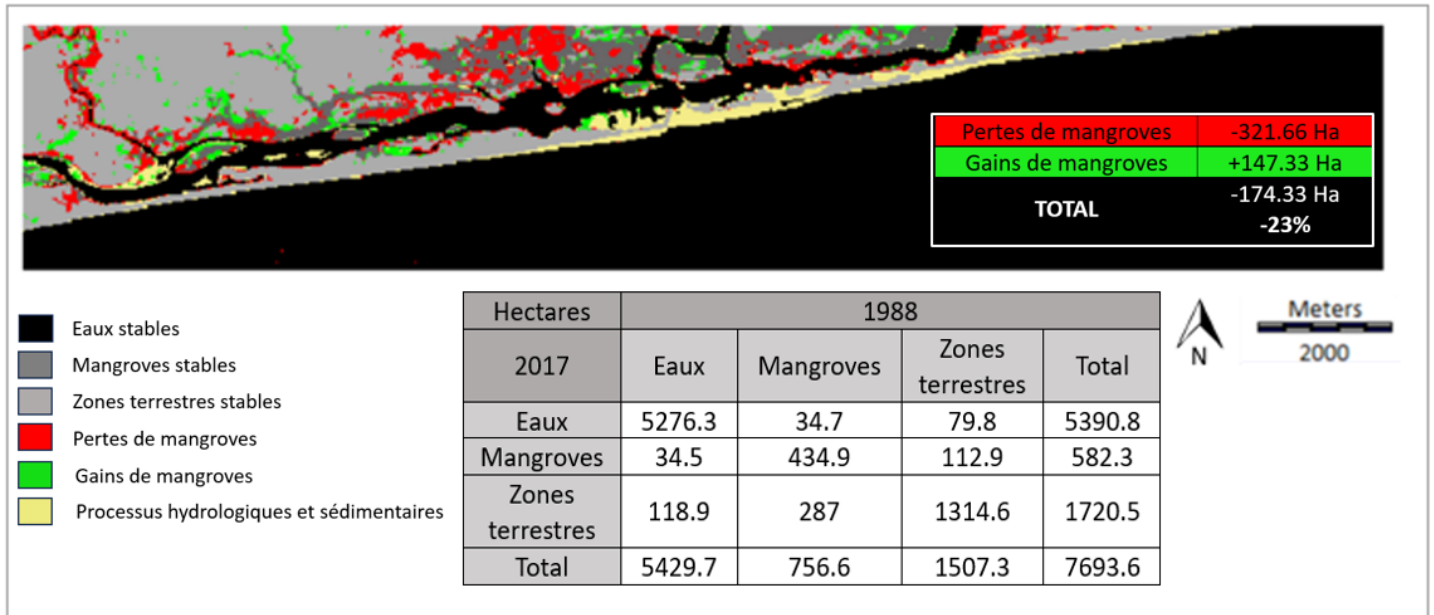 Pertes de mangroves -321.66 Ha
Gains de mangroves +147.33 Ha
TOTAL -174.33 Ha
-23%
Eaux stables
Mangroves stables
Zones terrestres stables
Pertes de mangroves
Gains de mangroves
Processus hydrologiques et sédimentaires
Hectares 1988
2017 Eaux Mangroves Zones terrestres Total
Eaux 5276.3 34.7 79.8 5390.8
Mangroves 34.5 434.9 112.9 582.3
Zones terrestres 118.9 287 1314.6 1720.5
Total 5429.7 756.6 1507.3 7693.6
N
Meters
2000